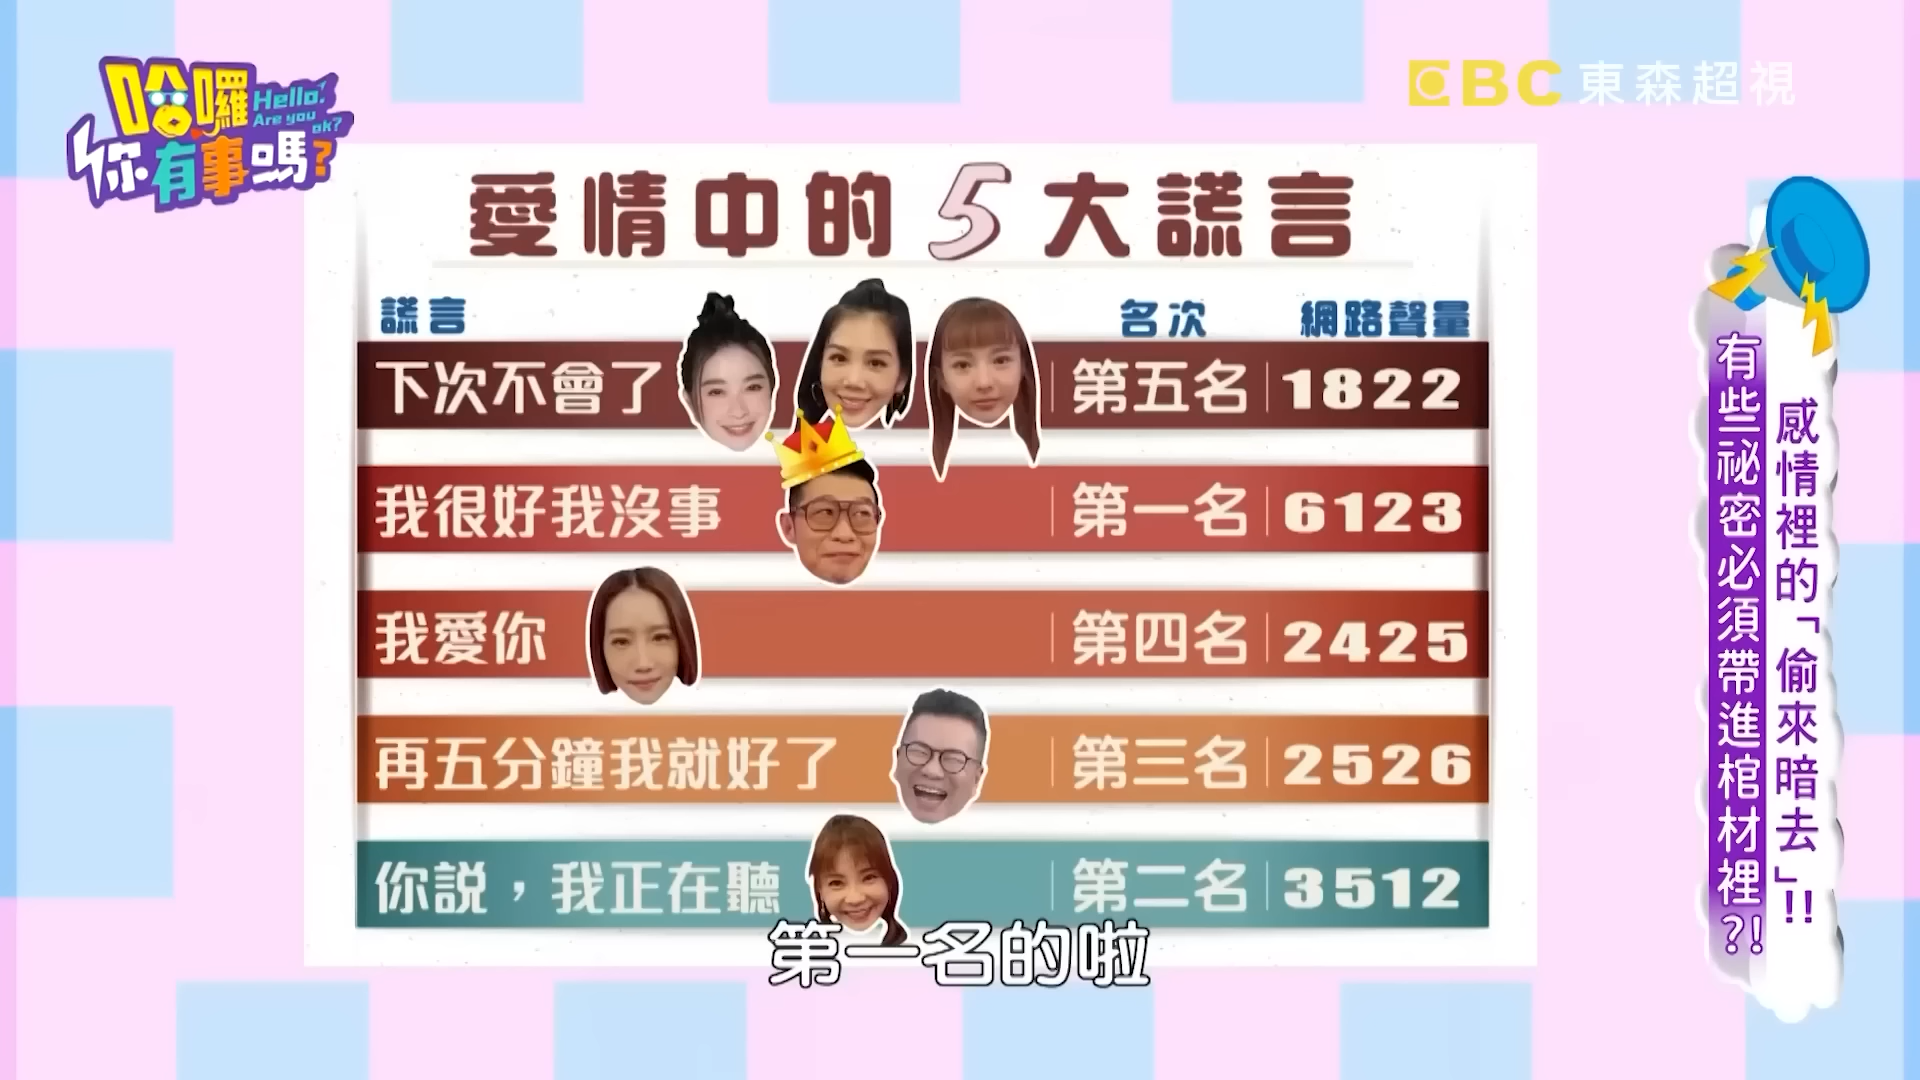 哈囉
Hello!
Are you ok?
你有事嗎?
EBC 東森超視
愛情中的5大謊言
謊言 名次 網路聲量
下次不會了 第五名 1822
我很好我沒事 第一名 6123
我愛你 第四名 2425
再五分鐘我就好了 第三名 2526
你說,我正在聽 第二名 3512
第一名的啦
感情裡的「偷來暗去」!!
有些祕密必須帶進棺材裡?!